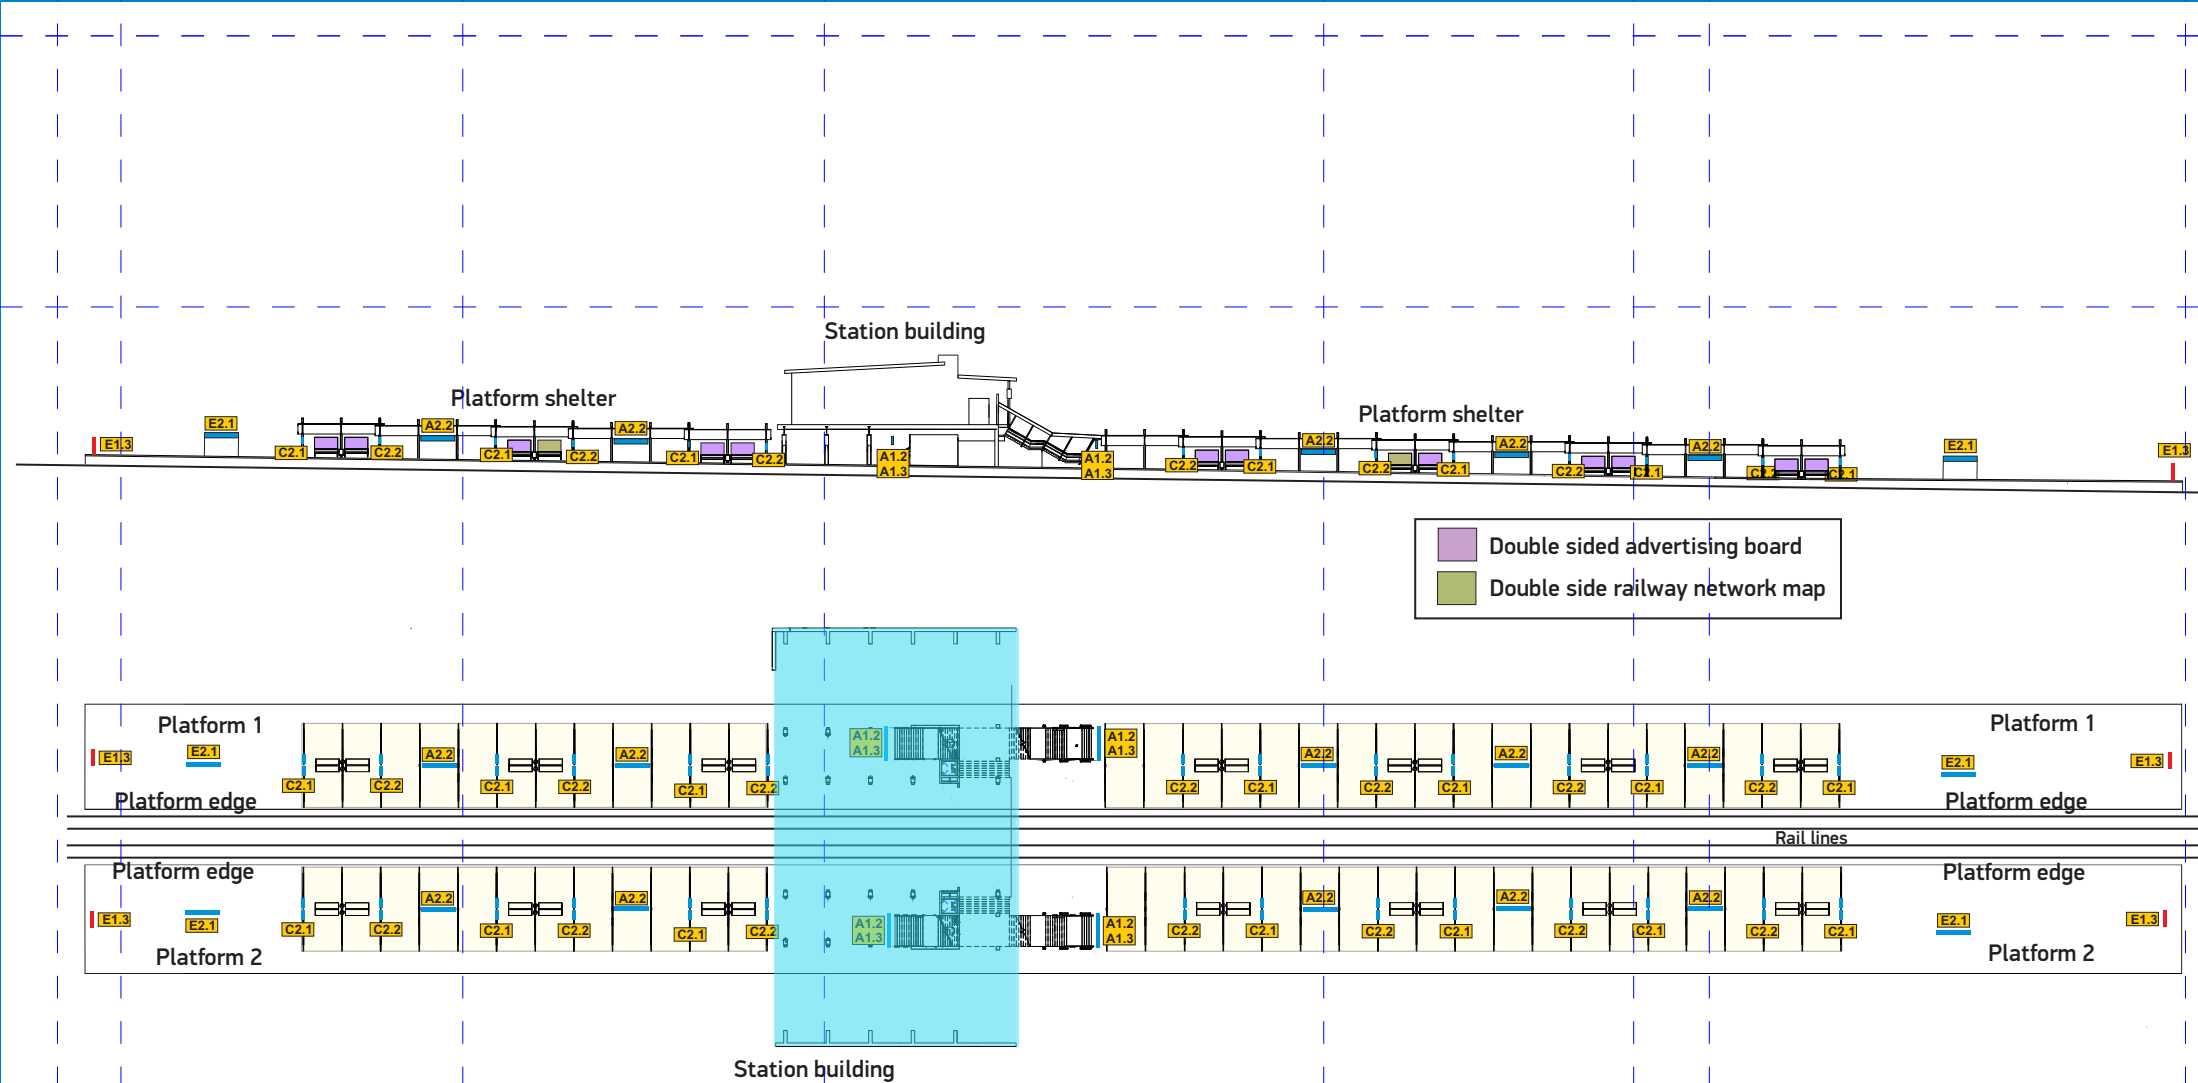 Station building
Platform shelter
Platform shelter
E1.3
E2.1
C2.1
C2.2
A2.2
C2.1
C2.2
A2.2
C2.1
C2.2
A1.2
A1.3
A1.2
A1.3
C2.2
C2.1
A2.2
C2.2
C2.1
A2.2
C2.2
C2.1
A2.2
C2.2
C2.1
E2.1
E1.3
Double sided advertising board
Double side railway network map
Platform 1
Platform 1
E1.3
E2.1
C2.1
C2.2
A2.2
C2.1
C2.2
A2.2
C2.1
C2.2
A1.2
A1.3
A1.2
A1.3
C2.2
C2.1
A2.2
C2.2
C2.1
A2.2
C2.2
C2.1
A2.2
C2.2
C2.1
E2.1
E1.3
Platform edge
Platform edge
Rail lines
Platform edge
Platform edge
E1.3
E2.1
C2.1
C2.2
A2.2
C2.1
C2.2
A2.2
C2.1
C2.2
A1.2
A1.3
A1.2
A1.3
C2.2
C2.1
A2.2
C2.2
C2.1
A2.2
C2.2
C2.1
A2.2
C2.2
C2.1
E2.1
E1.3
Platform 2
Platform 2
Station building